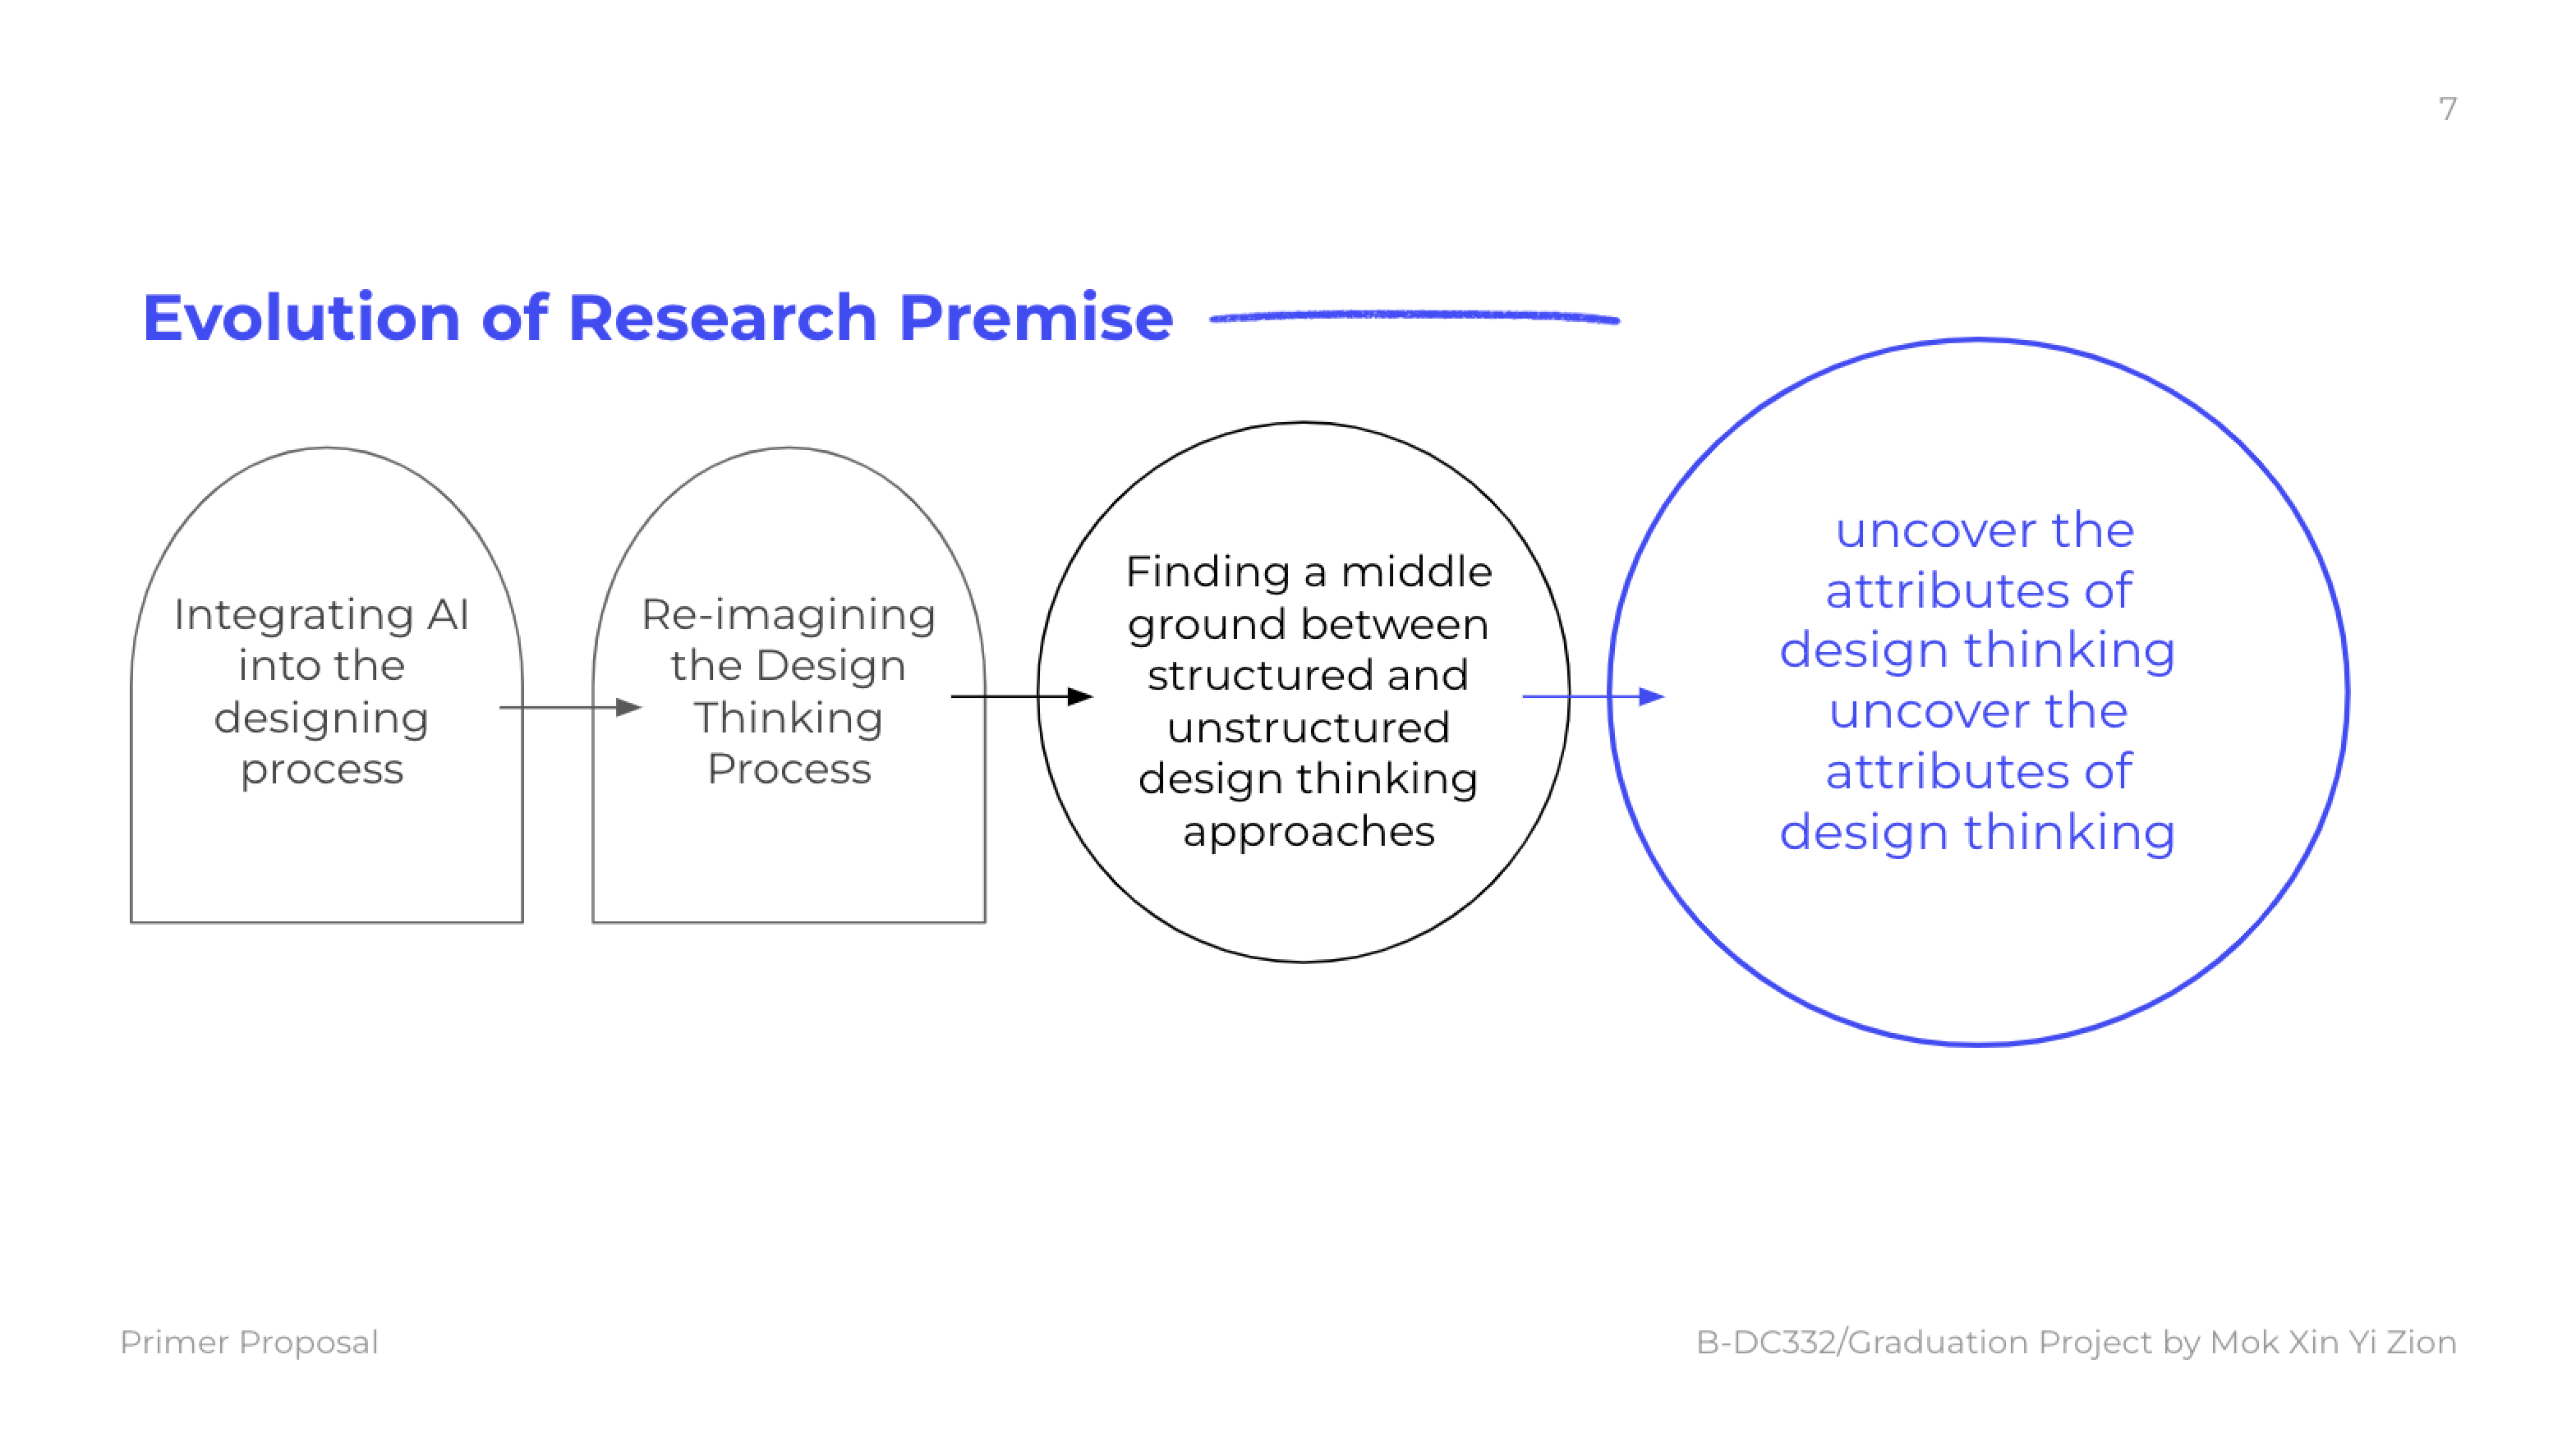 7
Evolution of Research Premise
Integrating AI
into the
designing
process
Re-imagining
the Design
Thinking
Process
Finding a middle
ground between
structured and
unstructured
design thinking
approaches
uncover the
attributes of
design thinking
uncover the
attributes of
design thinking
Primer Proposal
B-DC332/Graduation Project by Mok Xin Yi Zion